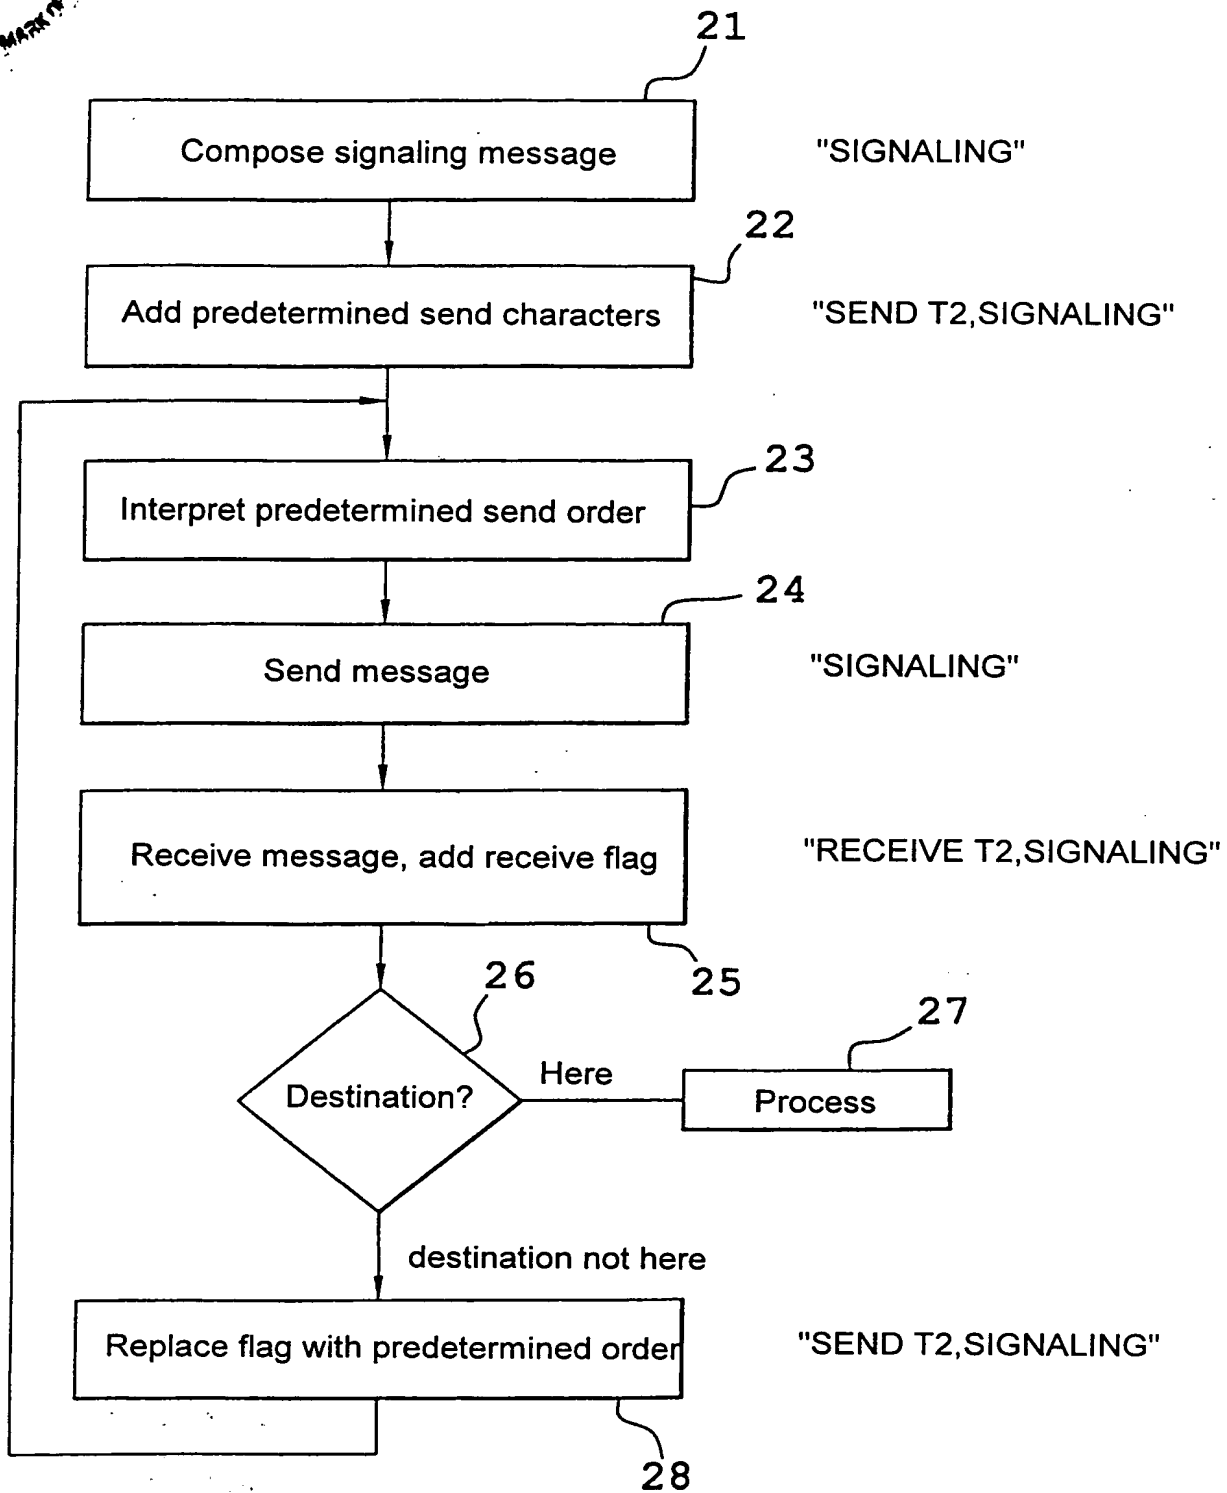 21
Compose signaling message
"SIGNALING"
22
Add predetermined send characters
"SEND T2,SIGNALING"
23
Interpret predetermined send order
24
Send message
"SIGNALING"
Receive message, add receive flag
"RECEIVE T2,SIGNALING"
25
26
27
Here
Destination?
Process
destination not here
Replace flag with predetermined order
"SEND T2,SIGNALING"
28